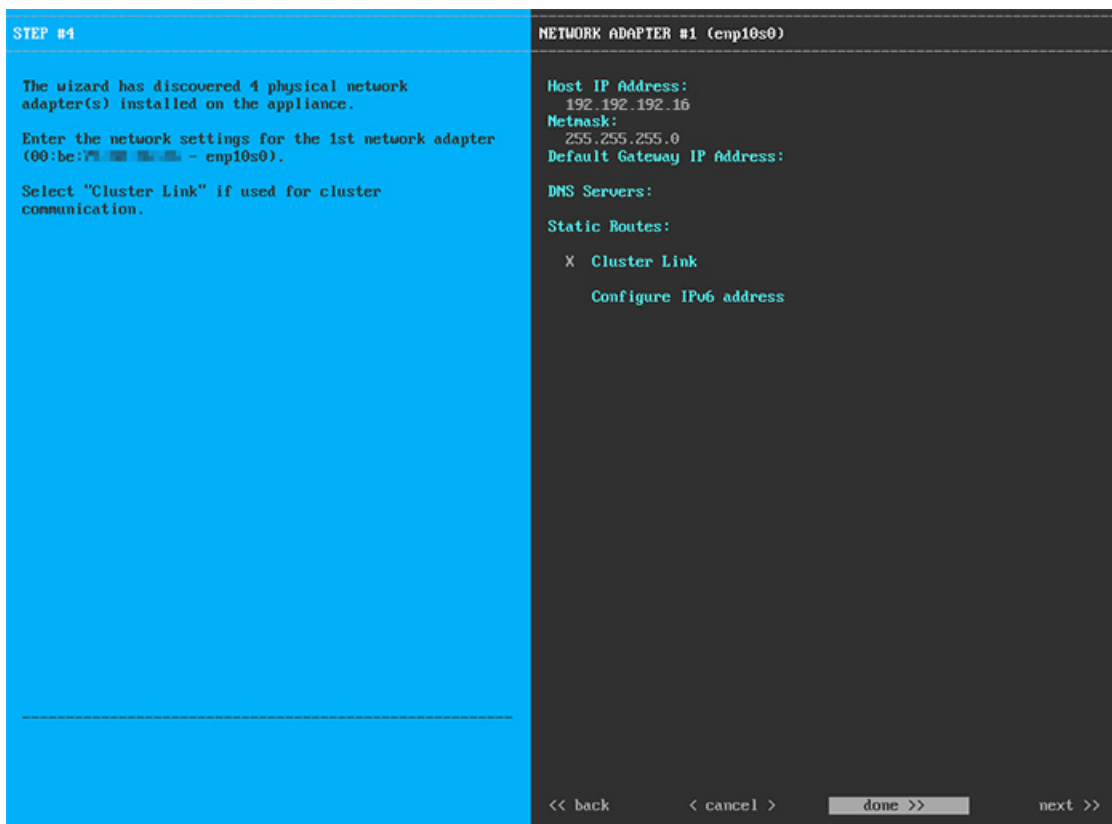 STEP #4
The wizard has discovered 4 physical network
adapter(s) installed on the appliance.
Enter the network settings for the 1st network adapter
(00:be: - enp10s0).
Select "Cluster Link" if used for cluster
communication.
NETWORK ADAPTER #1 (enp10s0)
Host IP Address:
192.192.192.16
Netmask:
255.255.255.0
Default Gateway IP Address:
DNS Servers:
Static Routes:
X Cluster Link
Configure IPv6 address
<< back < cancel > done >> next >>